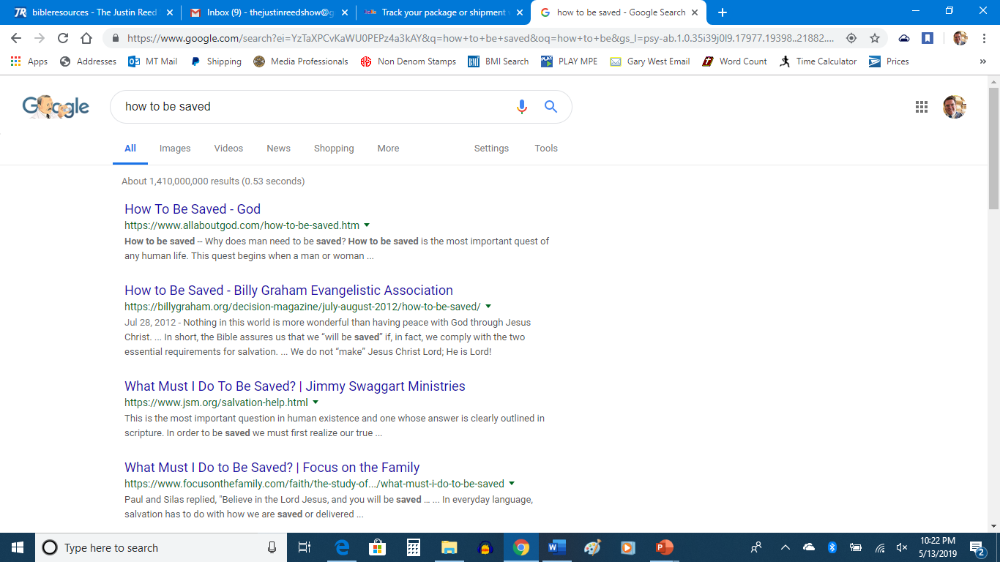 bibleresources - The Justin Reed
Inbox (9) - thejustinreedshow@g
Track your package or shipment
how to be saved - Google Search
https://www.google.com/search?ei=YzTaXPCvKaWU0PEPz4a3kAY&q=how+to+be+saved&oq=how+to+be&gs_l=psy-ab.1.0.35i39j0l9.17977.19398..21882....
Apps Addresses MT Mail Shipping Media Professionals Non Denom Stamps BMI Search PLAY MPE Gary West Email Word Count Time Calculator Prices »
Google
how to be saved
All Images Videos News Shopping More Settings Tools
About 1,410,000,000 results (0.53 seconds)
How To Be Saved - God
https://www.allaboutgod.com/how-to-be-saved.htm
How to be saved -- Why does man need to be saved? How to be saved is the most important quest of
any human life. This quest begins when a man or woman ...
How to Be Saved - Billy Graham Evangelistic Association
https://billygraham.org/decision-magazine/july-august-2012/how-to-be-saved/
Jul 28, 2012 - Nothing in this world is more wonderful than having peace with God through Jesus
Christ. ... In short, the Bible assures us that we “will be saved” if, in fact, we comply with the two
essential requirements for salvation. ... We do not “make” Jesus Christ Lord; He is Lord!
What Must I Do To Be Saved? | Jimmy Swaggart Ministries
https://www.jsm.org/salvation-help.html
This is the most important question in human existence and one whose answer is clearly outlined in
scripture. In order to be saved we must first realize our true ...
What Must I Do to Be Saved? | Focus on the Family
https://www.focusonthefamily.com/faith/the-study-of.../what-must-i-do-to-be-saved
Paul and Silas replied, "Believe in the Lord Jesus, and you will be saved ... ... In everyday language,
salvation has to do with how we are saved or delivered ...
Type here to search
10:22 PM
5/13/2019
2